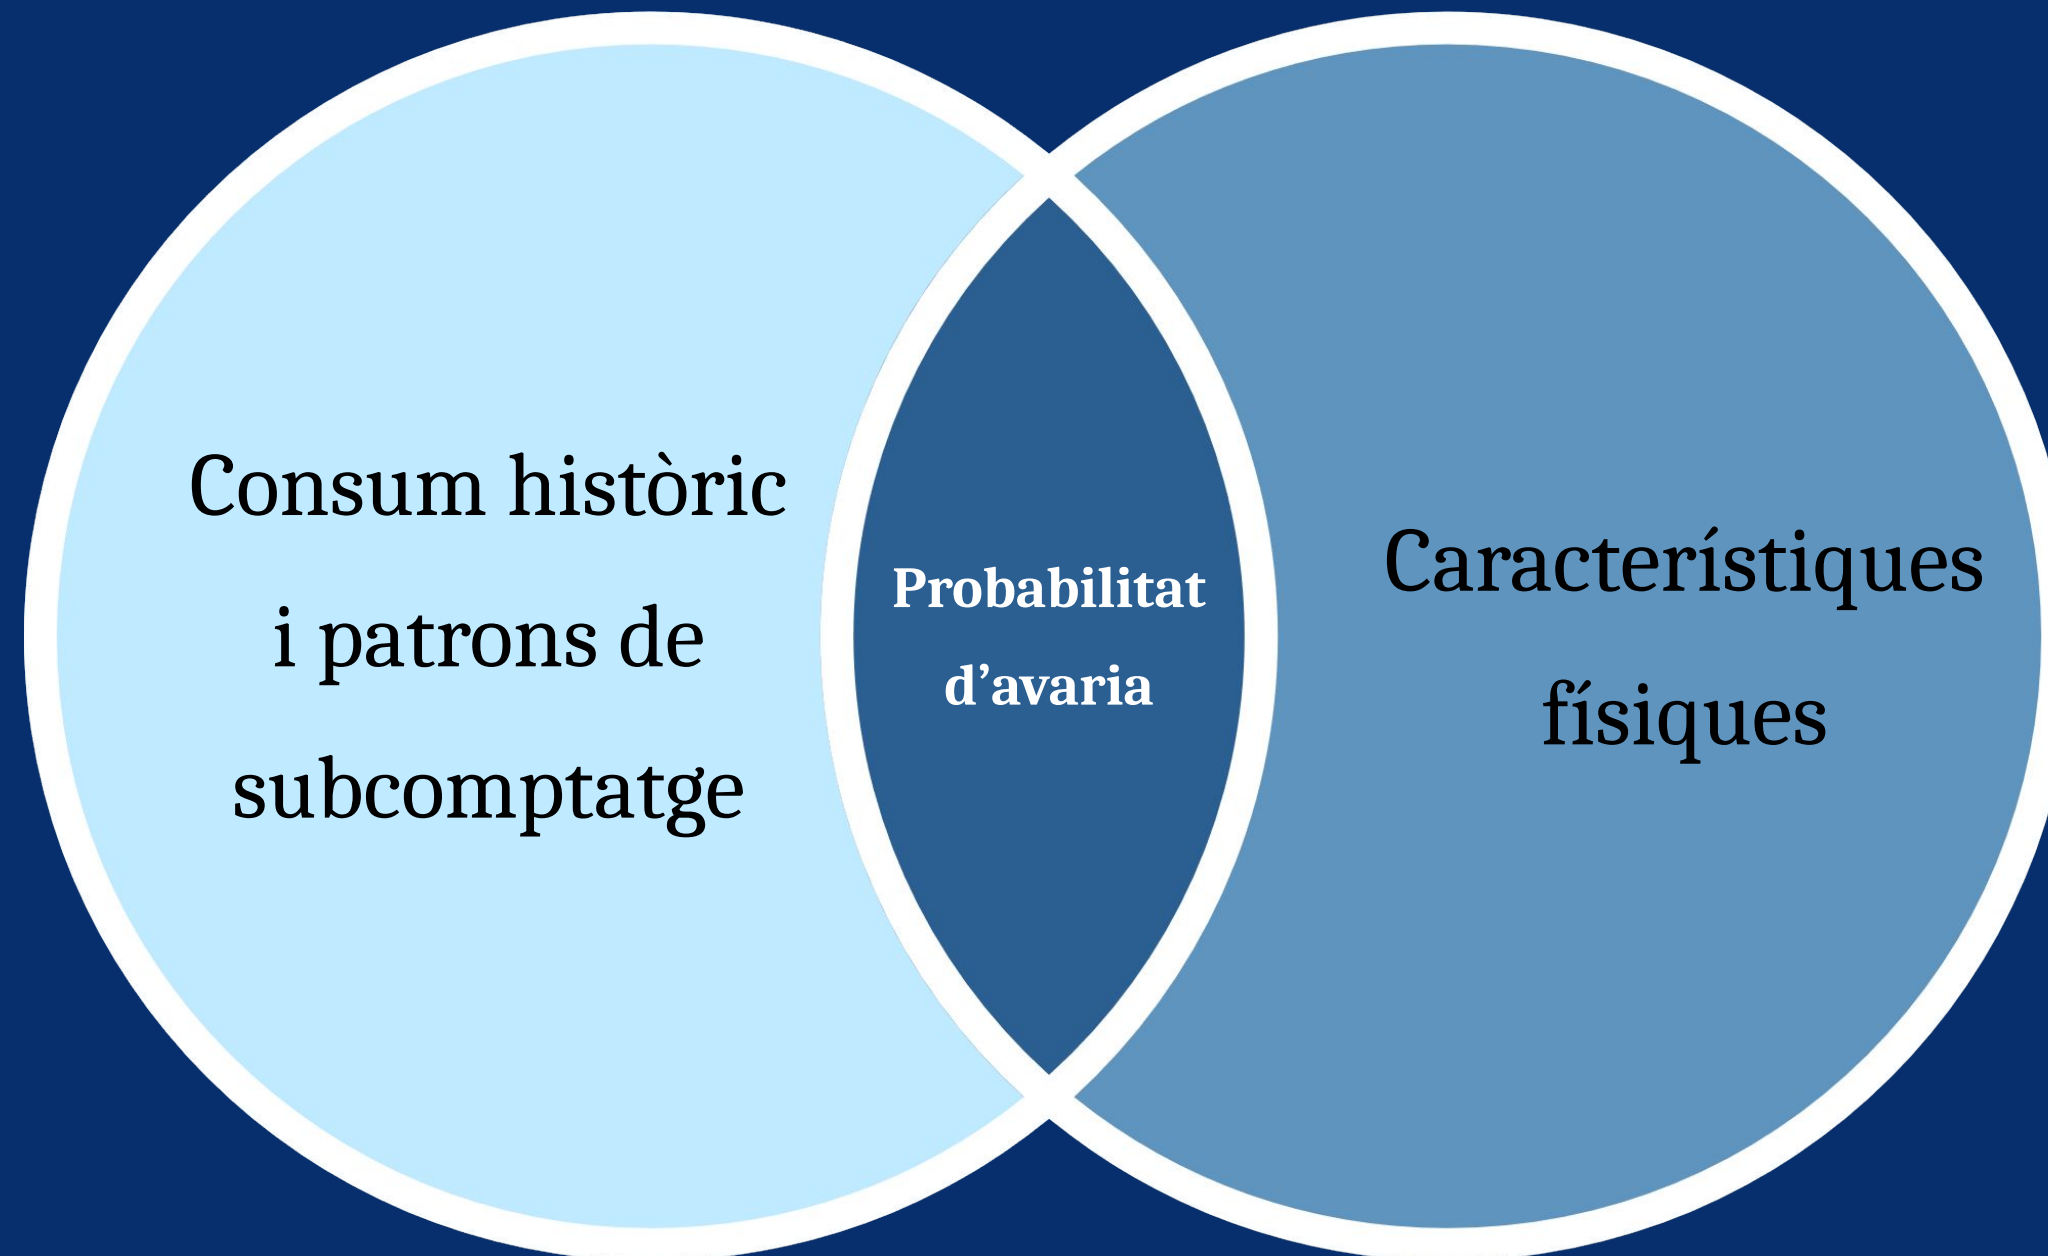 Consum històric
i patrons de
subcomptatge
Probabilitat
d’avaria
Característiques
físiques